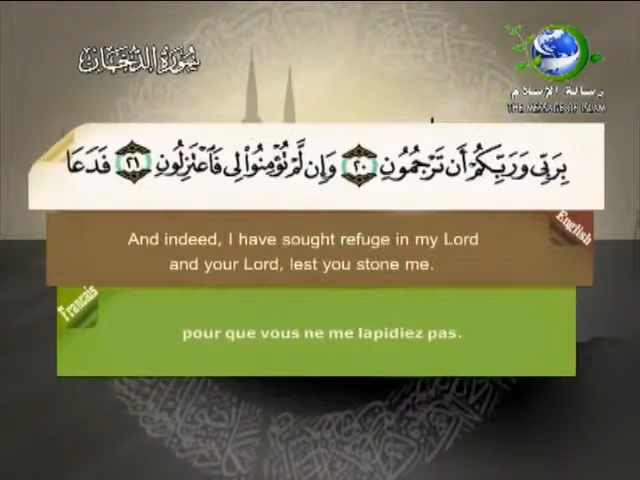 سورة الدخان
رسالة الإسلام
THE MESSAGE OF ISLAM
بِرَبِّى وَرَبِّكُمْ أَن تَرْجُمُونِ ٢٠ وَإِن لَّمْ تُؤْمِنُوا۟ لِى فَٱعْتَزِلُونِ ٢١ فَدَعَا
English
And indeed, I have sought refuge in my Lord
and your Lord, lest you stone me.
Francais
pour que vous ne me lapidiez pas.